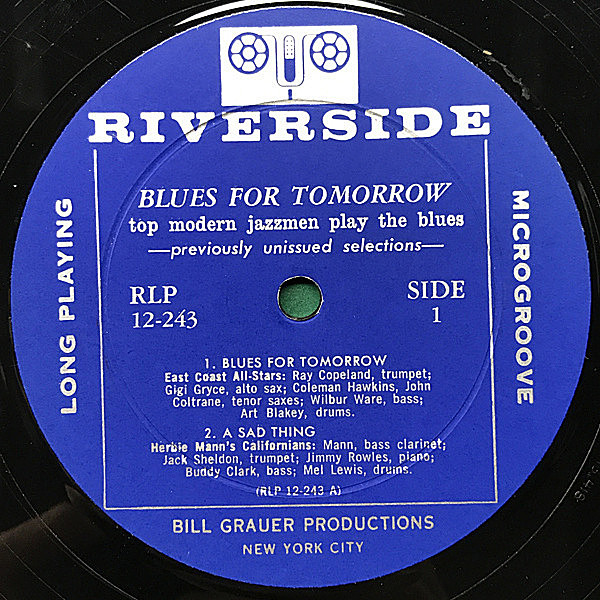 RIVERSIDE
BLUES FOR TOMORROW
top modern jazzmen play the blues
—previously unissued selections—
LONG PLAYING
MICROGROOVE
RLP
12-243
SIDE
1
1. BLUES FOR TOMORROW
East Coast All-Stars: Ray Copeland, trumpet;
Gigi Gryce, alto sax; Coleman Hawkins, John
Coltrane, tenor saxes; Wilbur Ware, bass;
Art Blakey, drums.
2. A SAD THING
Herbie Mann's Californians: Mann, bass clarinet;
Jack Sheldon, trumpet; Jimmy Rowles, piano;
Buddy Clark, bass; Mel Lewis, drums.
(RLP 12-243 A)
BILL GRAUER PRODUCTIONS
NEW YORK CITY